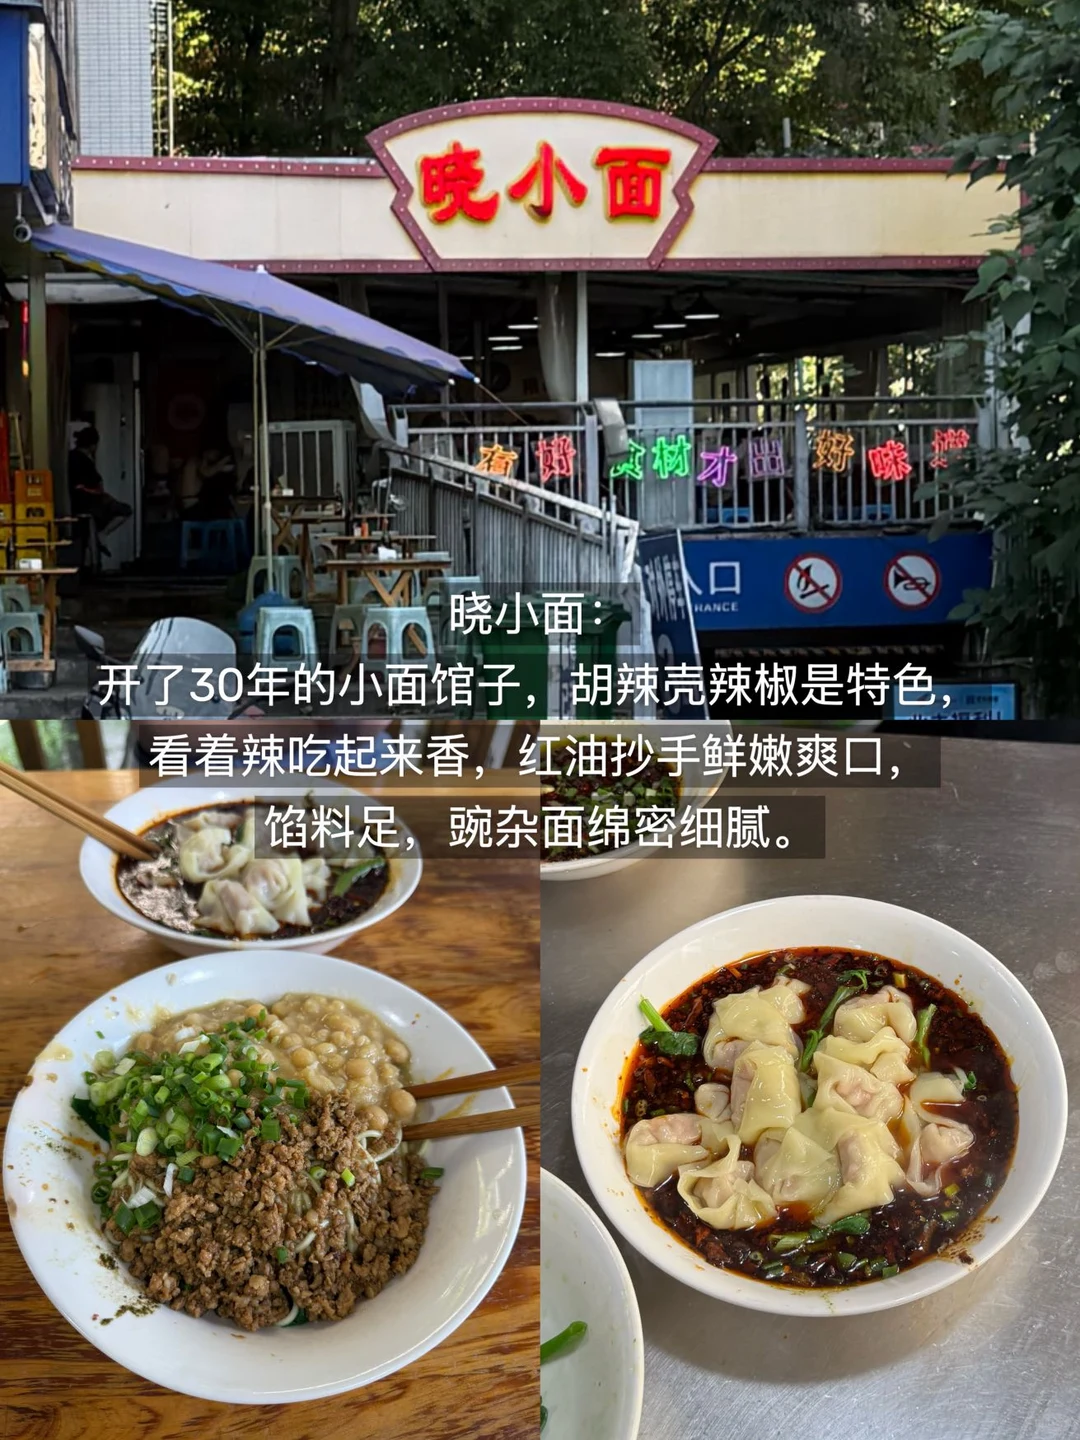 晓小面
有好食材才出好味道
入口
晓小面：
开了30年的小面馆子，胡辣壳辣椒是特色，
看着辣吃起来香，红油抄手鲜嫩爽口，
馅料足，豌杂面绵密细腻。